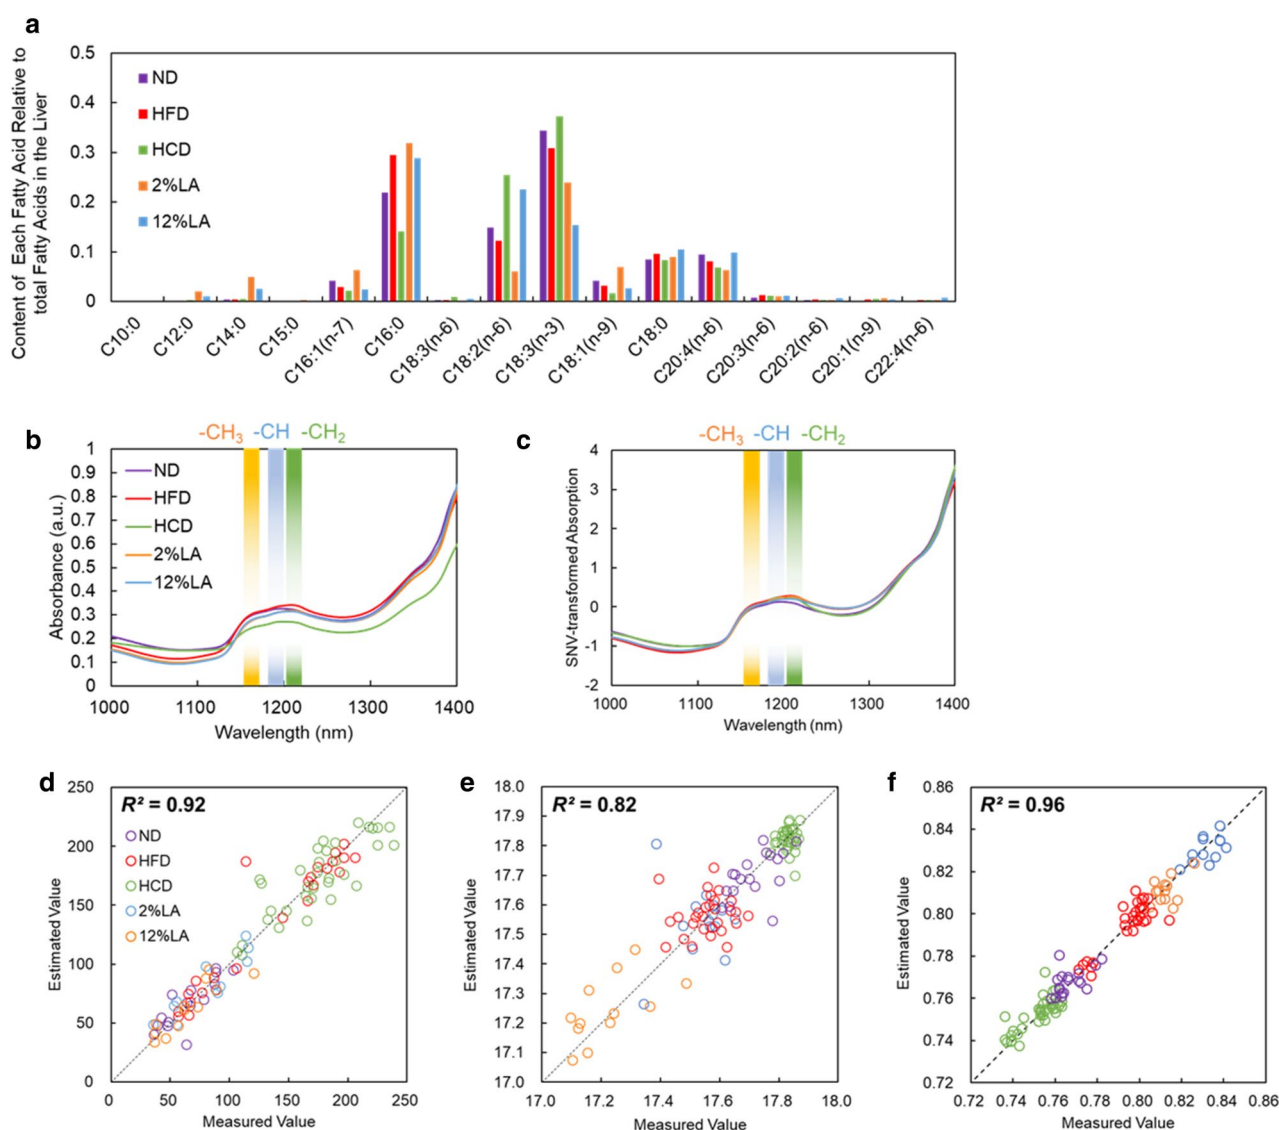 a
Content of Each Fatty Acid Relative to
total Fatty Acids in the Liver
0.5
0.4
0.3
0.2
0.1
0
ND
HFD
HCD
2%LA
12%LA
C10:0
C12:0
C14:0
C15:0
C16:1(n-7)
C16:0
C18:3(n-6)
C18:2(n-6)
C18:3(n-3)
C18:1(n-9)
C18:0
C20:4(n-6)
C20:3(n-6)
C20:2(n-6)
C20:1(n-9)
C22:4(n-6)
b
-CH₃ -CH -CH₂
Absorbance (a.u.)
1
0.9
0.8
0.7
0.6
0.5
0.4
0.3
0.2
0.1
0
ND
HFD
HCD
2%LA
12%LA
1000 1100 1200 1300 1400
Wavelength (nm)
c
-CH₃ -CH -CH₂
SNV-transformed Absorption
4
3
2
1
0
-1
-2
1000 1100 1200 1300 1400
Wavelength (nm)
d
R² = 0.92
Estimated Value
250
200
150
100
50
0
ND
HFD
HCD
2%LA
12%LA
0 50 100 150 200 250
Measured Value
e
R² = 0.82
Estimated Value
18.0
17.9
17.8
17.7
17.6
17.5
17.4
17.3
17.2
17.1
17.0
17.0 17.2 17.4 17.6 17.8 18.0
Measured Value
f
R² = 0.96
Estimated Value
0.86
0.84
0.82
0.80
0.78
0.76
0.74
0.72
0.72 0.74 0.76 0.78 0.80 0.82 0.84 0.86
Measured Value